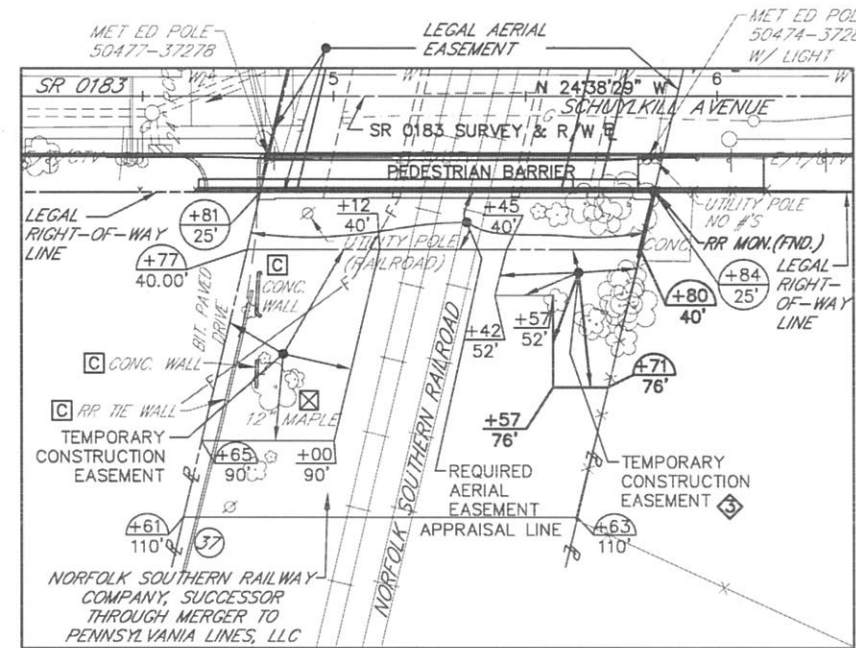 MET ED POLE
50477-37278
LEGAL AERIAL
EASEMENT
MET ED POLE
50474-3728
W/ LIGHT
SR 0183
W
5
W
N 24°38'29" W
6
W
24" RCP
G
SCHUYLKILL AVENUE
SR 0183 SURVEY & R/W
E/T/CTV
PEDESTRIAN BARRIER
E/T/CTV
LEGAL
RIGHT-OF-WAY
LINE
+81
25'
+12
40'
+45
40'
UTILITY POLE
NO #'S
RR MON.(FND.)
UTILITY POLE
(RAILROAD)
CONC.
+77
40.00'
+84
25'
LEGAL
RIGHT-
OF-WAY
LINE
+80
40'
BIT. PAVED
DRIVE
C
CONC.
WALL
+42
52'
+57
52'
C CONC. WALL
C RR TIE WALL
12" MAPLE
+71
76'
+57
76'
TEMPORARY
CONSTRUCTION
EASEMENT
+65
90'
+00
90'
NORFOLK SOUTHERN RAILROAD
REQUIRED
AERIAL
EASEMENT
APPRAISAL LINE
TEMPORARY
CONSTRUCTION
EASEMENT 3
+61
110'
37
+63
110'
NORFOLK SOUTHERN RAILWAY
COMPANY, SUCCESSOR
THROUGH MERGER TO
PENNSYLVANIA LINES, LLC